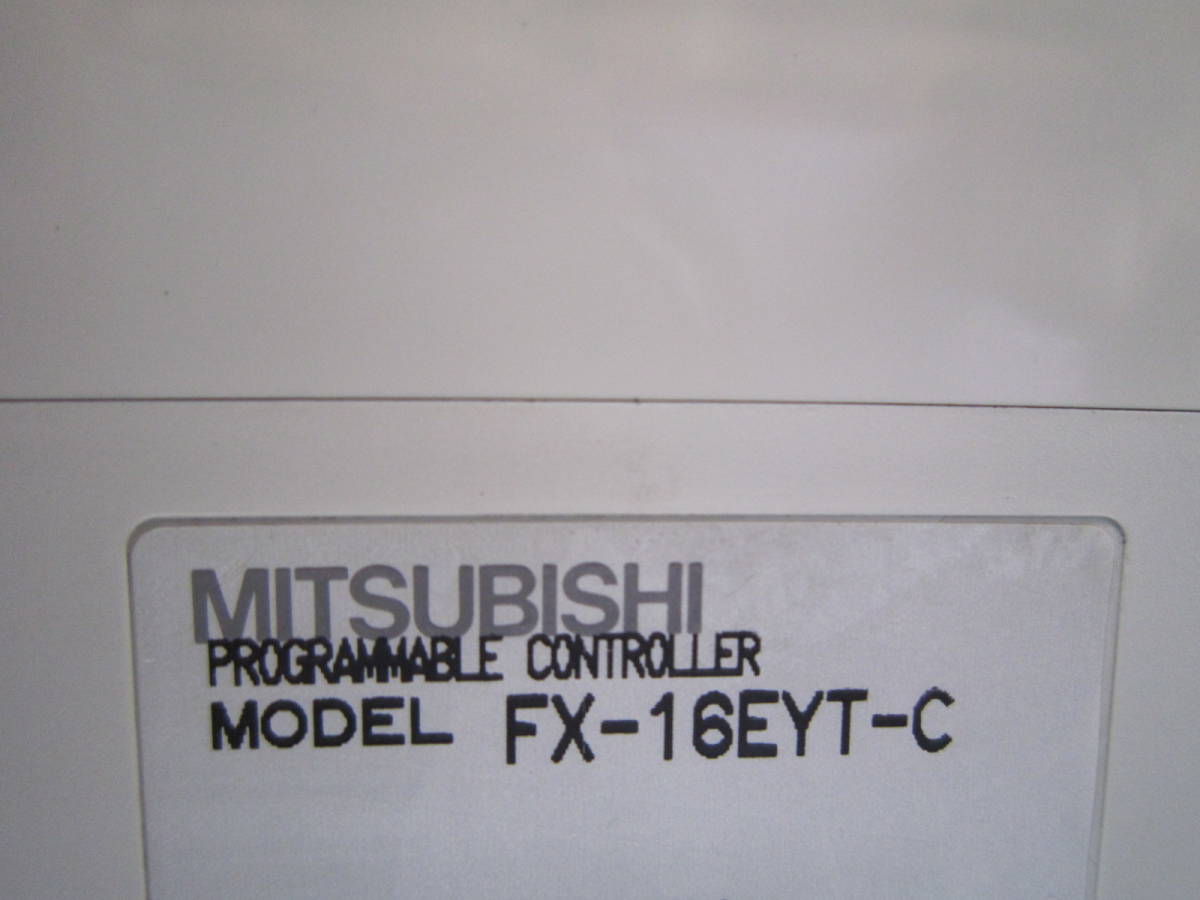 MITSUBISHI
PROGRAMMABLE CONTROLLER
MODEL FX-16EYT-C